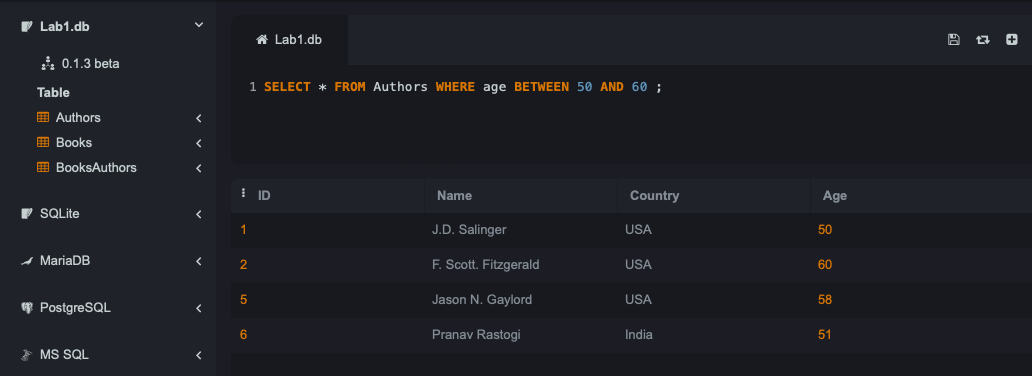 Lab1.db
0.1.3 beta
Table
Authors
Books
BooksAuthors
SQLite
MariaDB
PostgreSQL
MS SQL
Lab1.db
1 SELECT * FROM Authors WHERE age BETWEEN 50 AND 60 ;
ID Name Country Age
1 J.D. Salinger USA 50
2 F. Scott. Fitzgerald USA 60
5 Jason N. Gaylord USA 58
6 Pranav Rastogi India 51